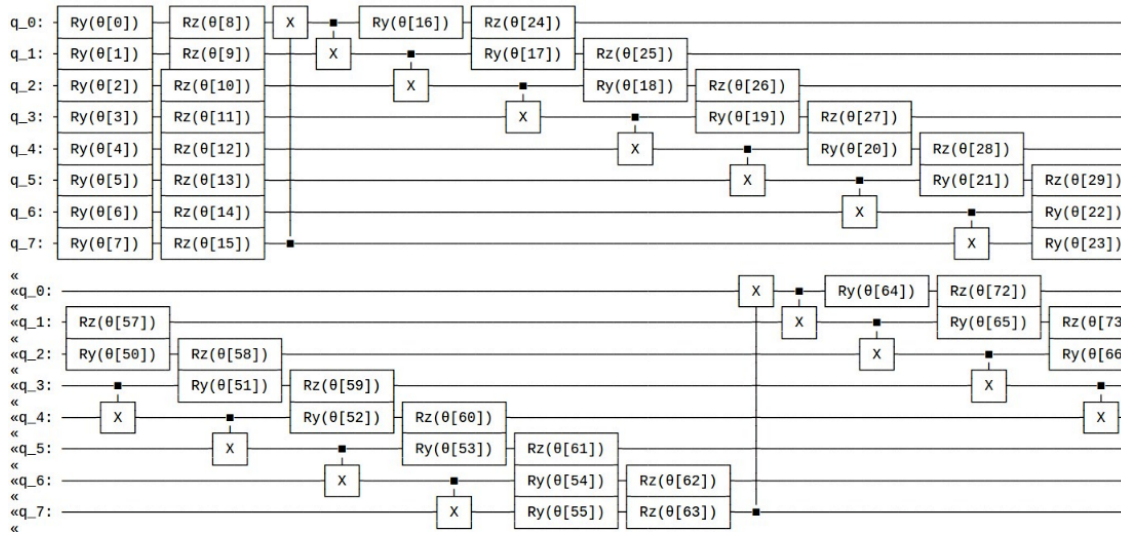 q_0: Ry(θ[0]) Rz(θ[8]) X Ry(θ[16]) Rz(θ[24])
q_1: Ry(θ[1]) Rz(θ[9]) X Ry(θ[17]) Rz(θ[25])
q_2: Ry(θ[2]) Rz(θ[10]) X Ry(θ[18]) Rz(θ[26])
q_3: Ry(θ[3]) Rz(θ[11]) X Ry(θ[19]) Rz(θ[27])
q_4: Ry(θ[4]) Rz(θ[12]) X Ry(θ[20]) Rz(θ[28])
q_5: Ry(θ[5]) Rz(θ[13]) X Ry(θ[21]) Rz(θ[29])
q_6: Ry(θ[6]) Rz(θ[14]) X Ry(θ[22])
q_7: Ry(θ[7]) Rz(θ[15]) X Ry(θ[23])
«
«q_0: X Ry(θ[64]) Rz(θ[72])
«
«q_1: Rz(θ[57]) X Ry(θ[65]) Rz(θ[73
«
«q_2: Ry(θ[50]) Rz(θ[58]) X Ry(θ[66
«
«q_3: Ry(θ[51]) Rz(θ[59]) X
«
«q_4: X Ry(θ[52]) Rz(θ[60]) X
«
«q_5: X Ry(θ[53]) Rz(θ[61])
«
«q_6: X Ry(θ[54]) Rz(θ[62])
«
«q_7: X Ry(θ[55]) Rz(θ[63])
«